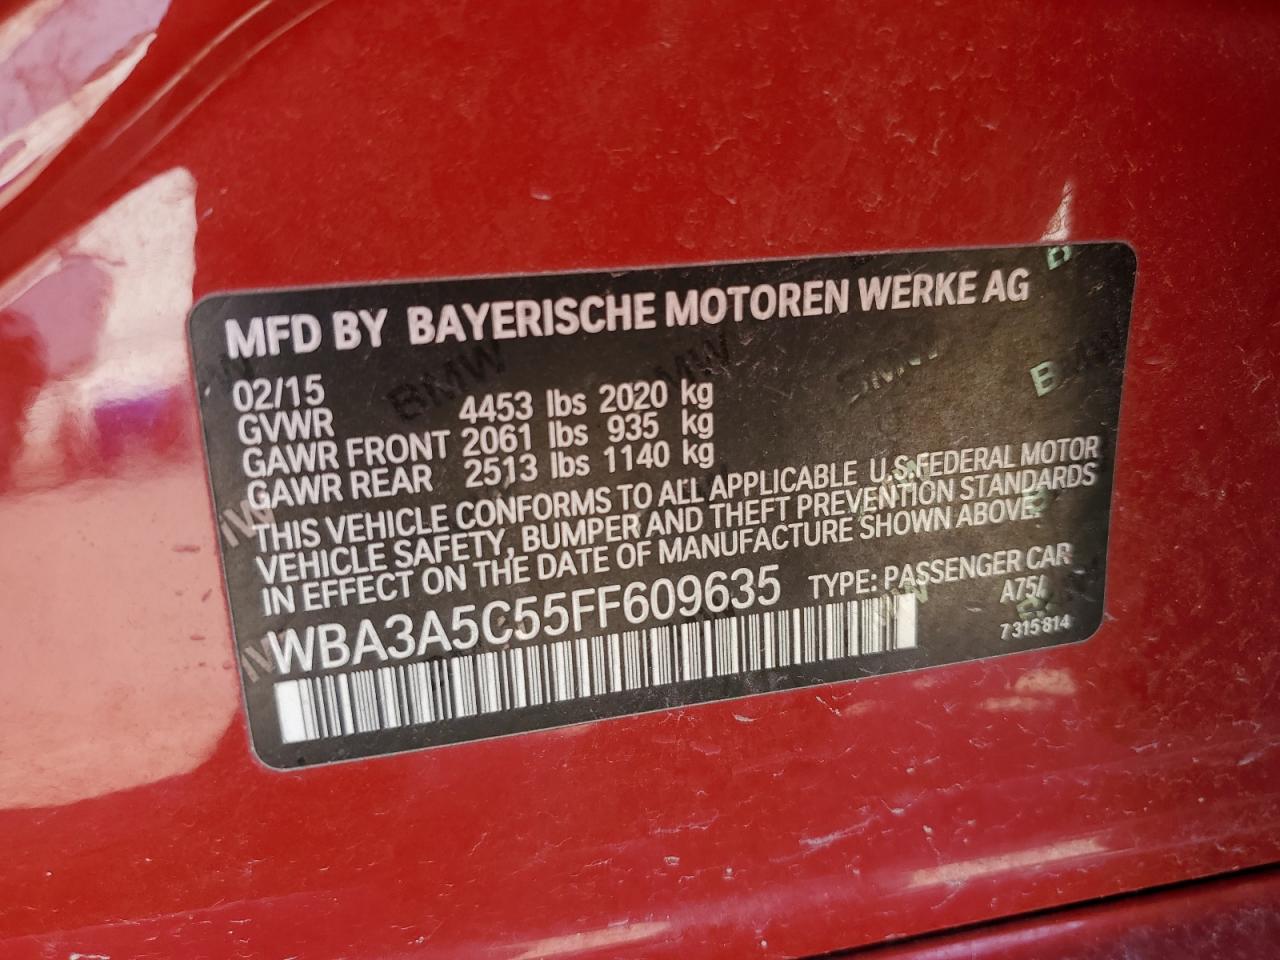 MFD BY BAYERISCHE MOTOREN WERKE AG
02/15
GVWR 4453 lbs 2020 kg
GAWR FRONT 2061 lbs 935 kg
GAWR REAR 2513 lbs 1140 kg
THIS VEHICLE CONFORMS TO ALL APPLICABLE U.S.FEDERAL MOTOR
VEHICLE SAFETY, BUMPER AND THEFT PREVENTION STANDARDS
IN EFFECT ON THE DATE OF MANUFACTURE SHOWN ABOVE.
WBA3A5C55FF609635 TYPE: PASSENGER CAR
A75/
7 315 814
BMW
BMW